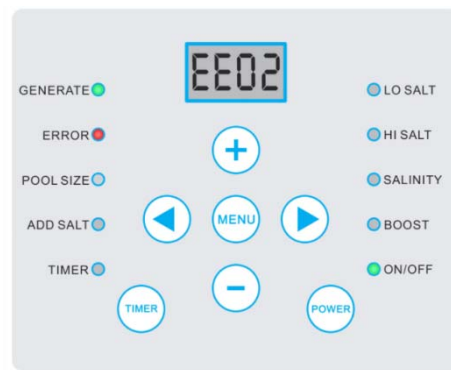 EE02
GENERATE
LO SALT
ERROR
HI SALT
POOL SIZE
SALINITY
MENU
ADD SALT
BOOST
TIMER
ON/OFF
TIMER
POWER